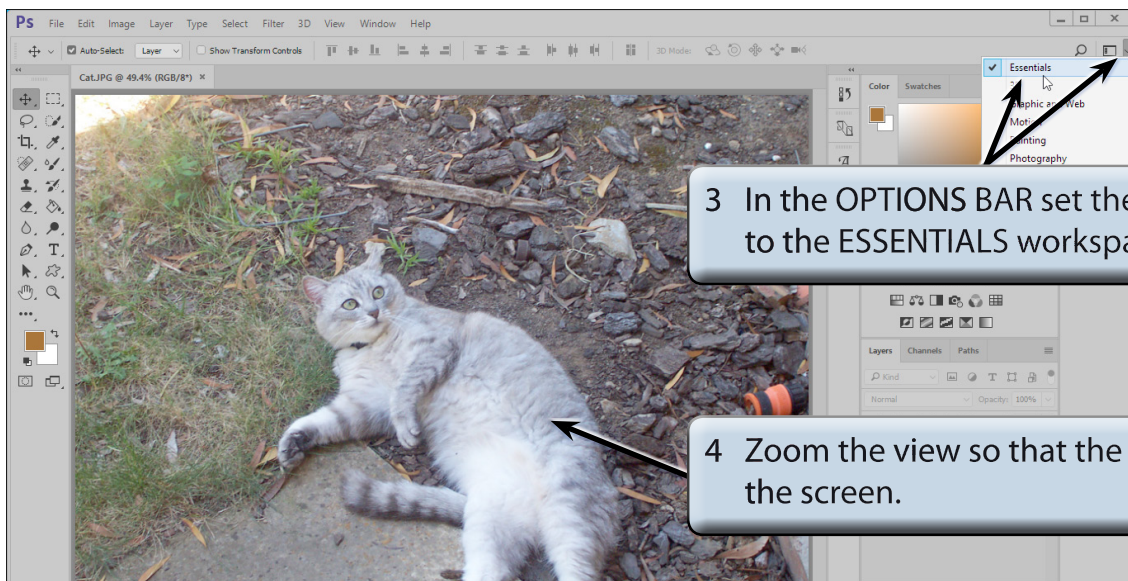 Ps File Edit Image Layer Type Select Filter 3D View Window Help
Auto-Select: Layer Show Transform Controls 3D Mode:
Cat.JPG @ 49.4% (RGB/8*) ×
Essentials
Graphic and Web
Motion
Painting
Photography
Color Swatches
3 In the OPTIONS BAR set the
to the ESSENTIALS
Layers Channels Paths
Kind
Normal Opacity: 100%
4 Zoom the view so that the
the screen.